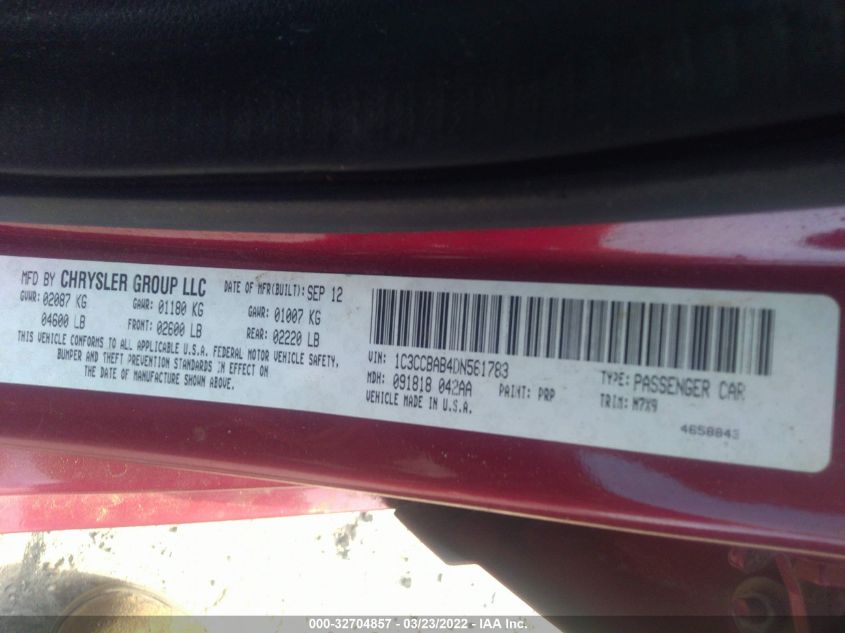 MFD BY CHRYSLER GROUP LLC DATE OF MFR(BUILT): SEP 12
GVWR: 02087 KG GAWR: 01180 KG GAWR: 01007 KG
04600 LB FRONT: 02600 LB REAR: 02220 LB
THIS VEHICLE CONFORMS TO ALL APPLICABLE U.S.A. FEDERAL MOTOR VEHICLE SAFETY,
BUMPER AND THEFT PREVENTION STANDARDS IN EFFECT ON
THE DATE OF MANUFACTURE SHOWN ABOVE.
VIN: 1C3CCBAB4DN561783 TYPE: PASSENGER CAR
MDH: 091818 042AA PAINT: PRP TRIM: M7X9
VEHICLE MADE IN U.S.A. 4658843
000-32704857 - 03/23/2022 - IAA Inc.